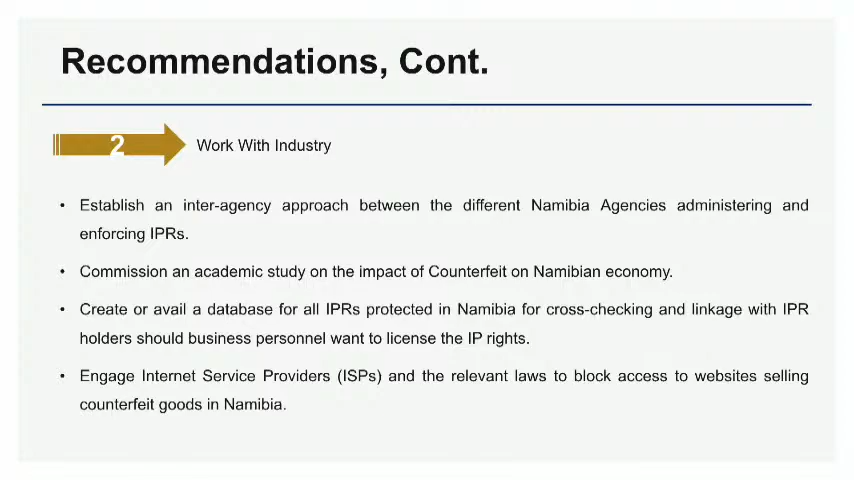 Recommendations, Cont.
2
Work With Industry
• Establish an inter-agency approach between the different Namibia Agencies administering and
enforcing IPRs.
• Commission an academic study on the impact of Counterfeit on Namibian economy.
• Create or avail a database for all IPRs protected in Namibia for cross-checking and linkage with IPR
holders should business personnel want to license the IP rights.
• Engage Internet Service Providers (ISPs) and the relevant laws to block access to websites selling
counterfeit goods in Namibia.